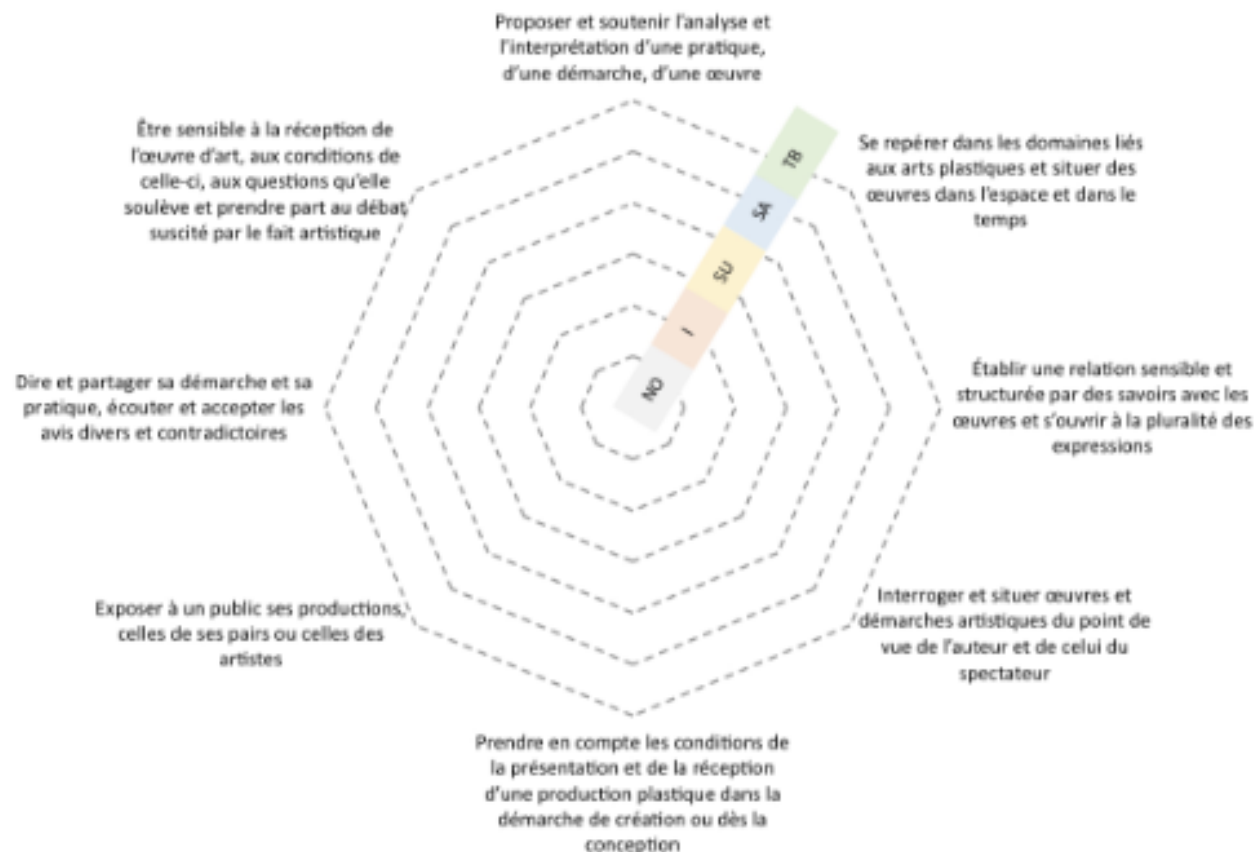 Proposer et soutenir l'analyse et
l'interprétation d'une pratique,
d'une démarche, d'une œuvre
Être sensible à la réception de
l'œuvre d'art, aux conditions de
celle-ci, aux questions qu'elle
soulève et prendre part au débat
suscité par le fait artistique
TB
SA
SU
I
NO
Se repérer dans les domaines liés
aux arts plastiques et situer des
œuvres dans l'espace et dans le
temps
Dire et partager sa démarche et sa
pratique, écouter et accepter les
avis divers et contradictoires
Établir une relation sensible et
structurée par des savoirs avec les
œuvres et s'ouvrir à la pluralité des
expressions
Exposer à un public ses productions,
celles de ses pairs ou celles des
artistes
Interroger et situer œuvres et
démarches artistiques du point de
vue de l'auteur et de celui du
spectateur
Prendre en compte les conditions de
la présentation et de la réception
d'une production plastique dans la
démarche de création ou dès la
conception